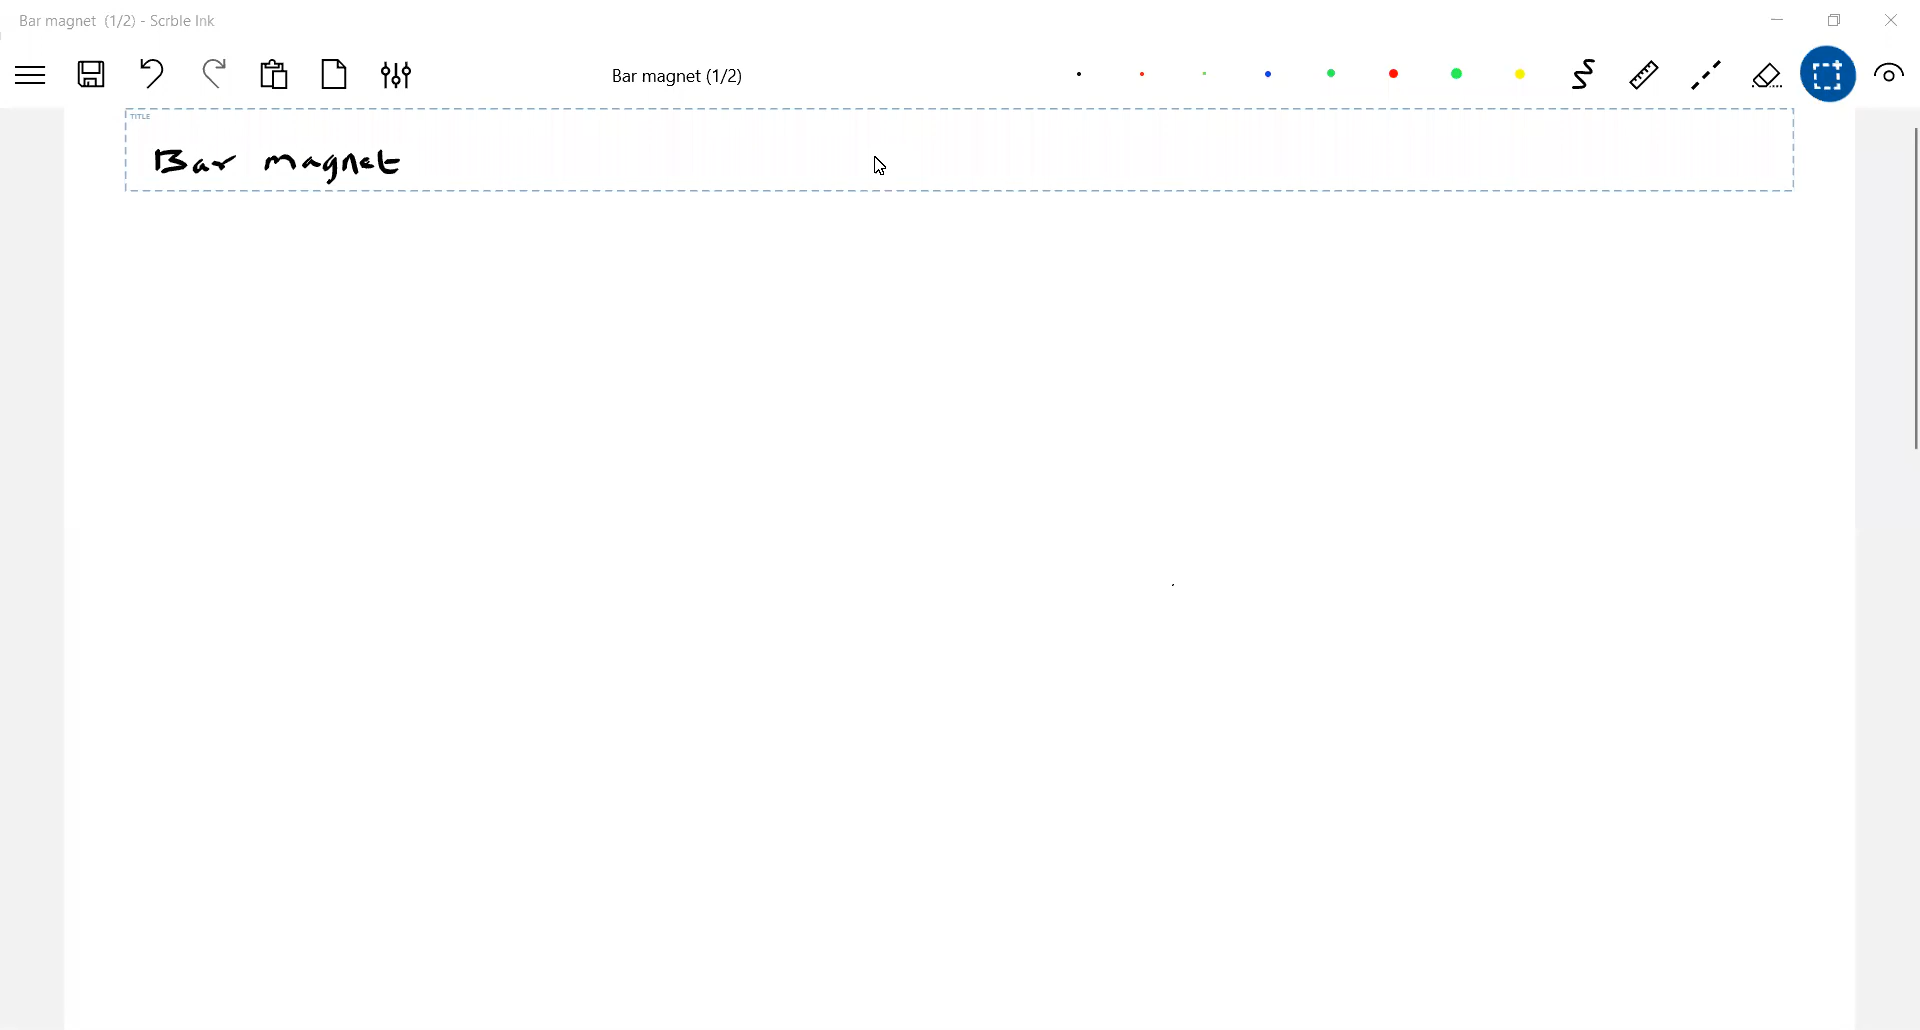 Bar magnet (1/2) - Scrble Ink
Bar magnet (1/2)
TITLE
Bar magnet